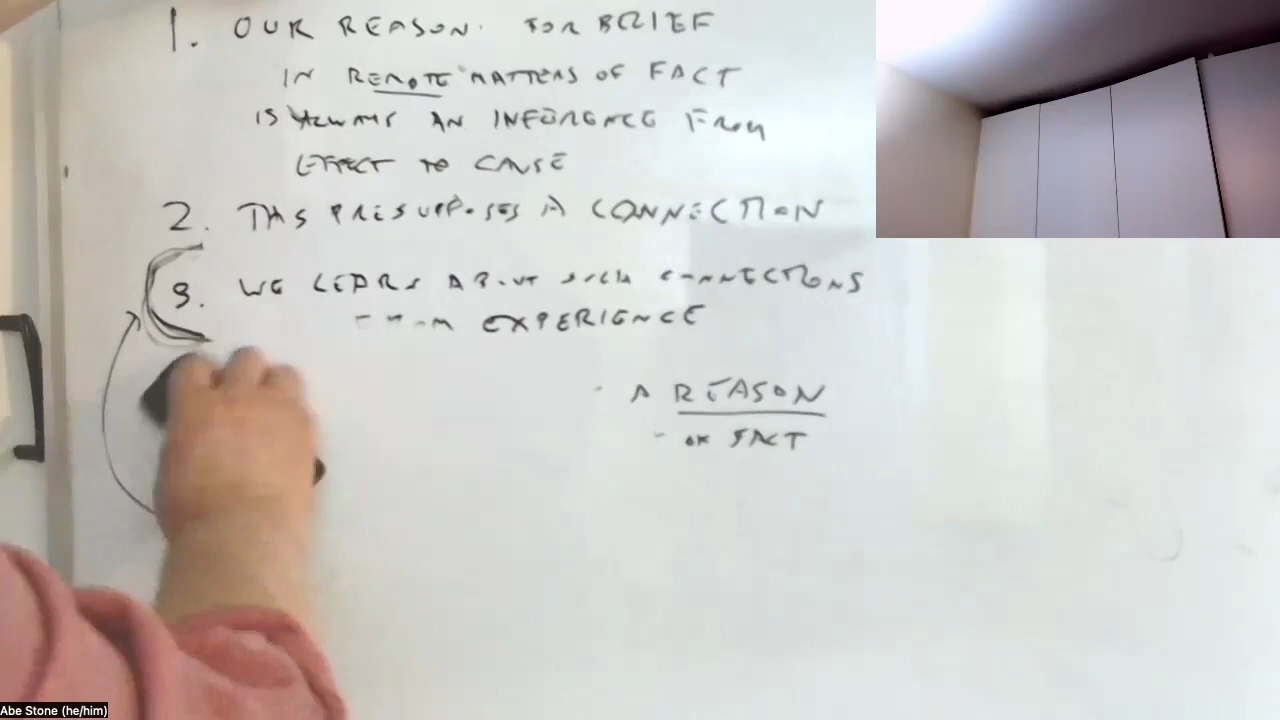 1. OUR REASON FOR BELIEF
IN REMOTE MATTERS OF FACT
IS ALWAYS AN INFERENCE FROM
EFFECT TO CAUSE
2. THIS PRESUPPOSES A CONNECTION
3. WE LEARN ABOUT SUCH CONNECTIONS
FROM EXPERIENCE
A REASON
OR FACT
Abe Stone (he/him)